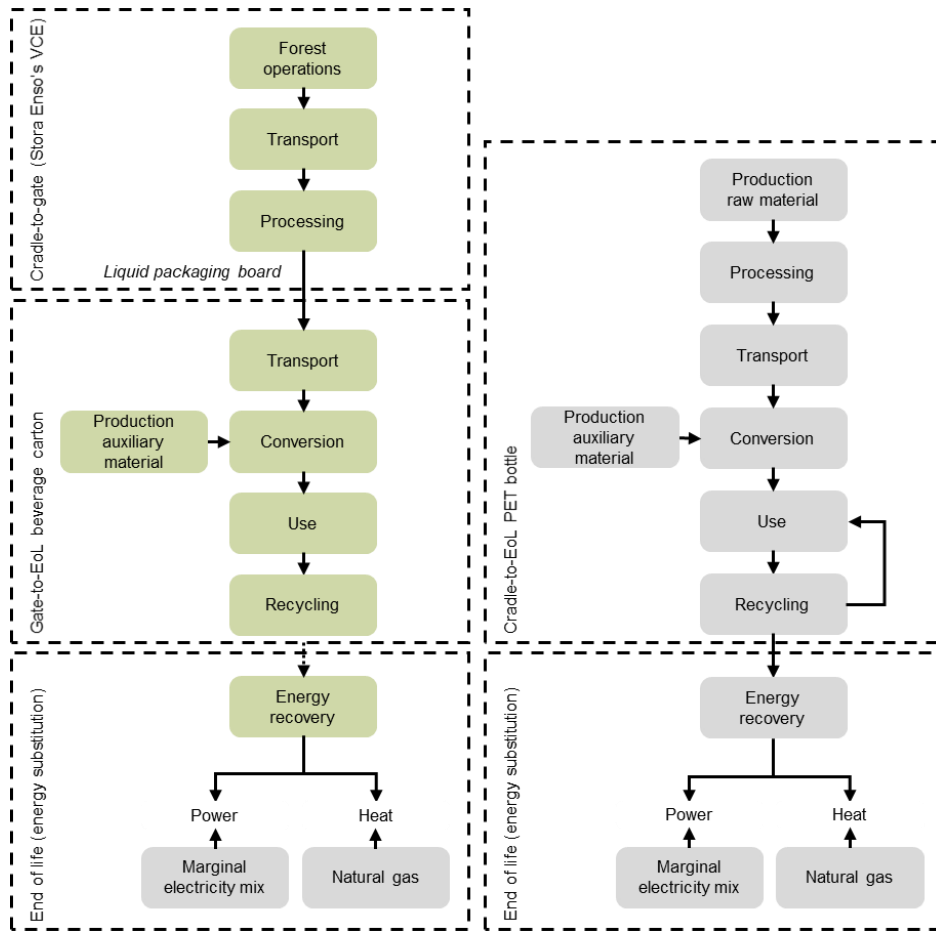 Cradle-to-gate (Stora Enso's VCE)
Forest
operations
Transport
Processing
Liquid packaging board
Gate-to-EoL beverage carton
Transport
Production
auxiliary
material
Conversion
Use
Recycling
End of life (energy substitution)
Energy
recovery
Power
Heat
Marginal
electricity mix
Natural gas
Cradle-to-EoL PET bottle
Production
raw material
Processing
Transport
Production
auxiliary
material
Conversion
Use
Recycling
End of life (energy substitution)
Energy
recovery
Power
Heat
Marginal
electricity mix
Natural gas